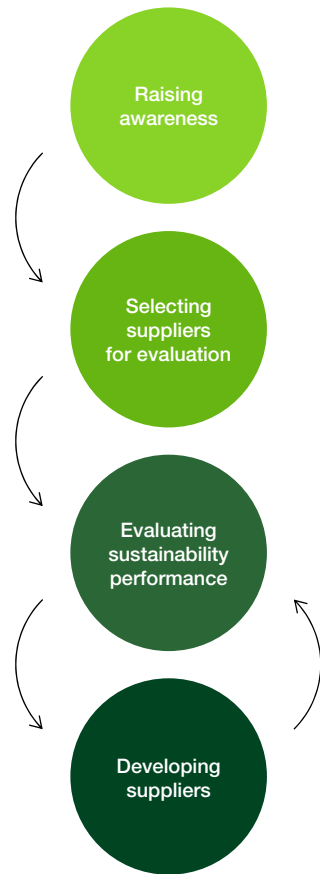 Raising
awareness
Selecting
suppliers
for evaluation
Evaluating
sustainability
performance
Developing
suppliers